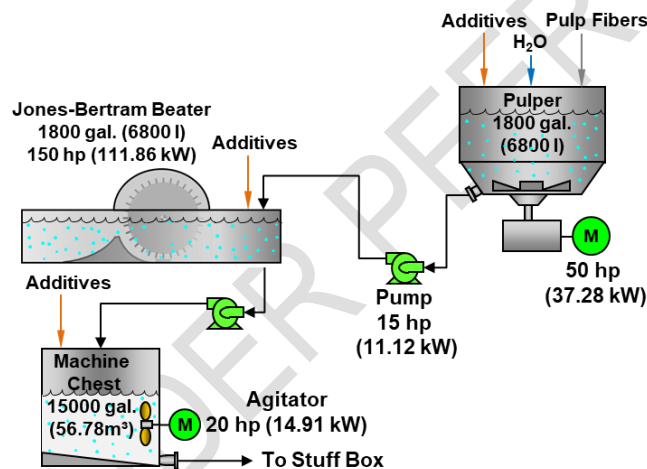 Additives
Pulp Fibers
H₂O
Pulper
1800 gal.
(6800 l)
M
50 hp
(37.28 kW)
Jones-Bertram Beater
1800 gal. (6800 l)
150 hp (111.86 kW)
Additives
Pump
15 hp
(11.12 kW)
Additives
Machine
Chest
15000 gal.
(56.78m³)
Agitator
M
20 hp (14.91 kW)
To Stuff Box